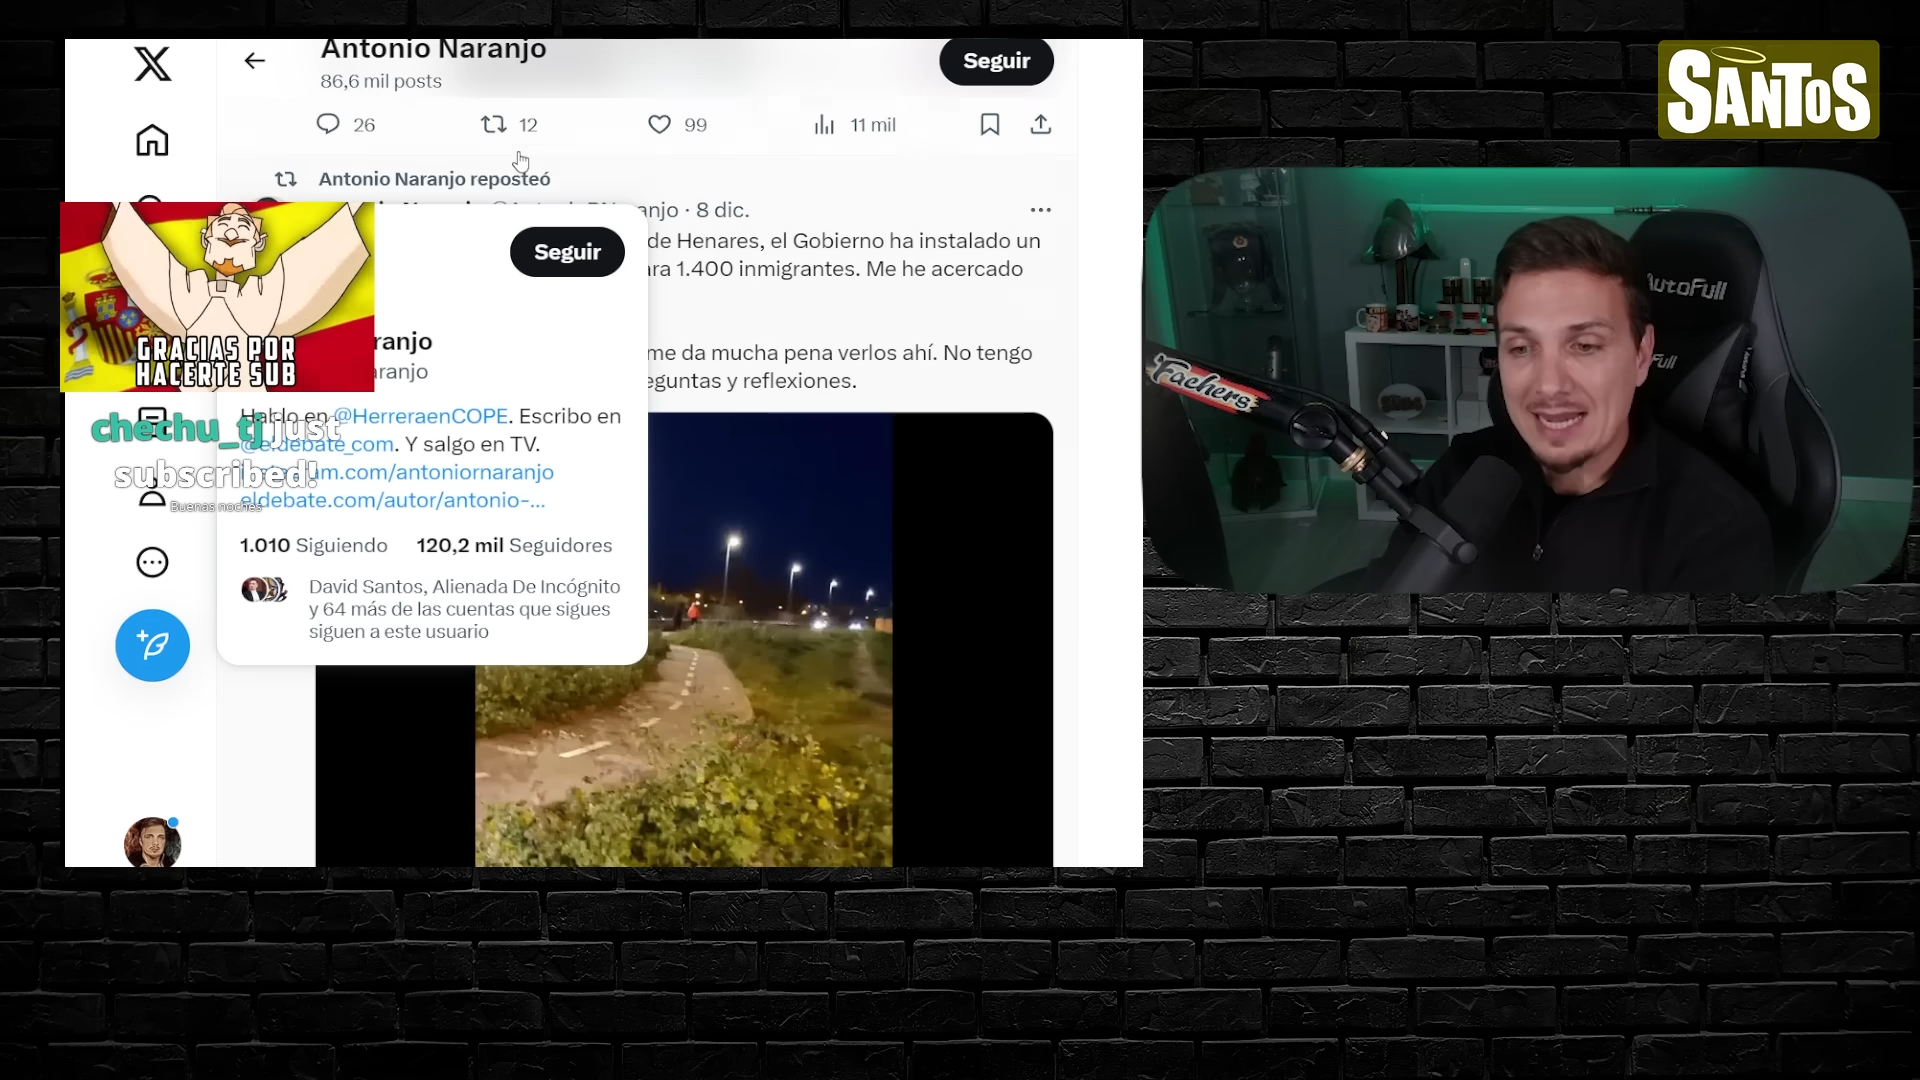 Antonio Naranjo
86,6 mil posts
Seguir
26
12
99
11 mil
Antonio Naranjo reposteó
anjo · 8 dic.
de Henares, el Gobierno ha instalado un
ra 1.400 inmigrantes. Me he acercado
me da mucha pena verlos ahí. No tengo
eguntas y reflexiones.
Seguir
ranjo
aranjo
Hablo en @HerreraenCOPE. Escribo en
@eldebate_com. Y salgo en TV.
am.com/antoniornaranjo
eldebate.com/autor/antonio-...
1.010 Siguiendo 120,2 mil Seguidores
David Santos, Alienada De Incógnito
y 64 más de las cuentas que sigues
siguen a este usuario
GRACIAS POR
HACERTE SUB
chechu_tj just
subscribed!
Buenas noches
SANTOS
AutoFull
Full
Fachers